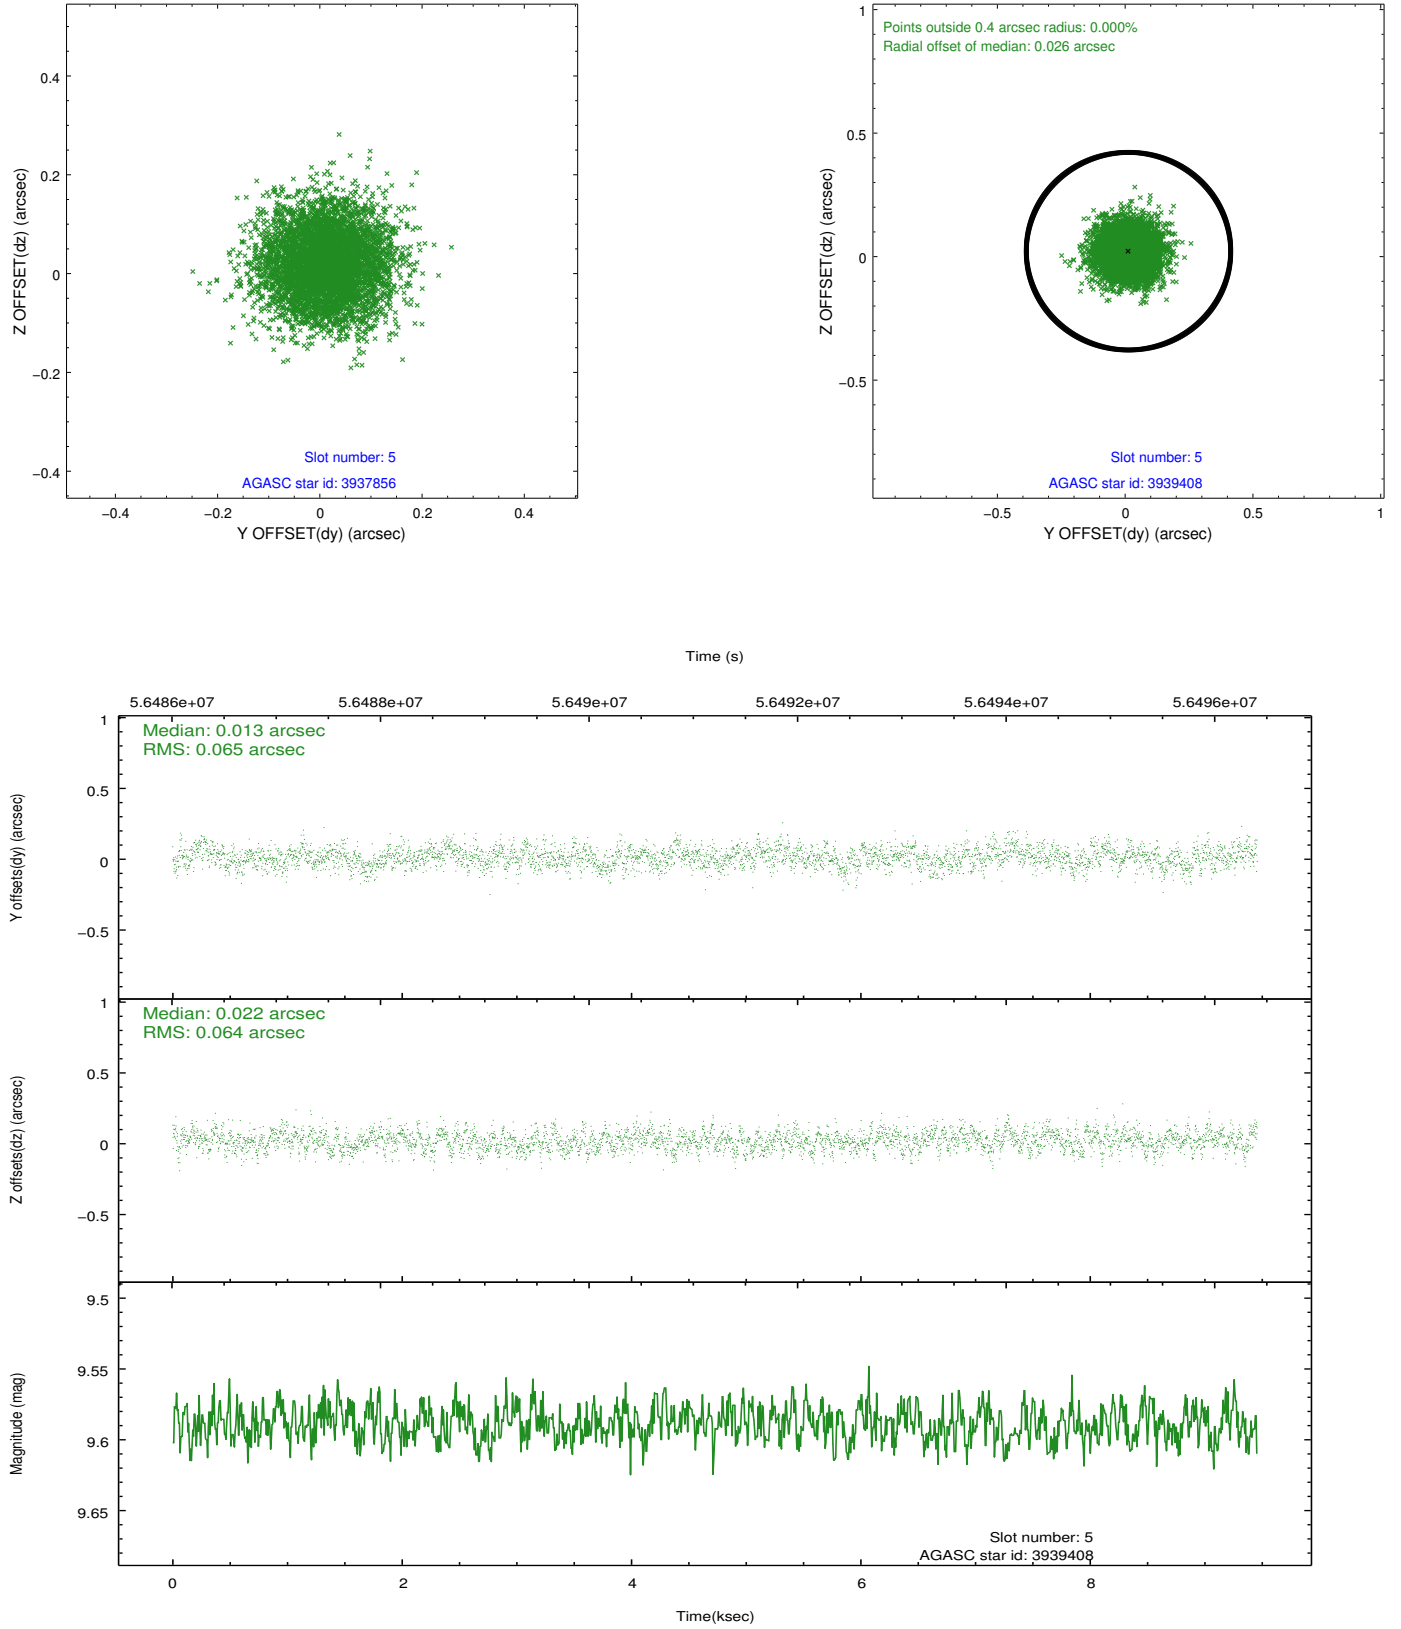 0.4
0.2
0
−0.2
−0.4
Z OFFSET(dz) (arcsec)
Slot number: 5
AGASC star id: 3937856
−0.4 −0.2 0 0.2 0.4
Y OFFSET(dy) (arcsec)
Points outside 0.4 arcsec radius: 0.000%
Radial offset of median: 0.026 arcsec
1
0.5
0
−0.5
Z OFFSET(dz) (arcsec)
Slot number: 5
AGASC star id: 3939408
−0.5 0 0.5 1
Y OFFSET(dy) (arcsec)
Time (s)
5.6486e+07 5.6488e+07 5.649e+07 5.6492e+07 5.6494e+07 5.6496e+07
Median: 0.013 arcsec
RMS: 0.065 arcsec
1
0.5
0
−0.5
Y offsets(dy) (arcsec)
Median: 0.022 arcsec
RMS: 0.064 arcsec
1
0.5
0
−0.5
Z offsets(dz) (arcsec)
9.5
9.55
9.6
9.65
Magnitude (mag)
Slot number: 5
AGASC star id: 3939408
0 2 4 6 8
Time(ksec)